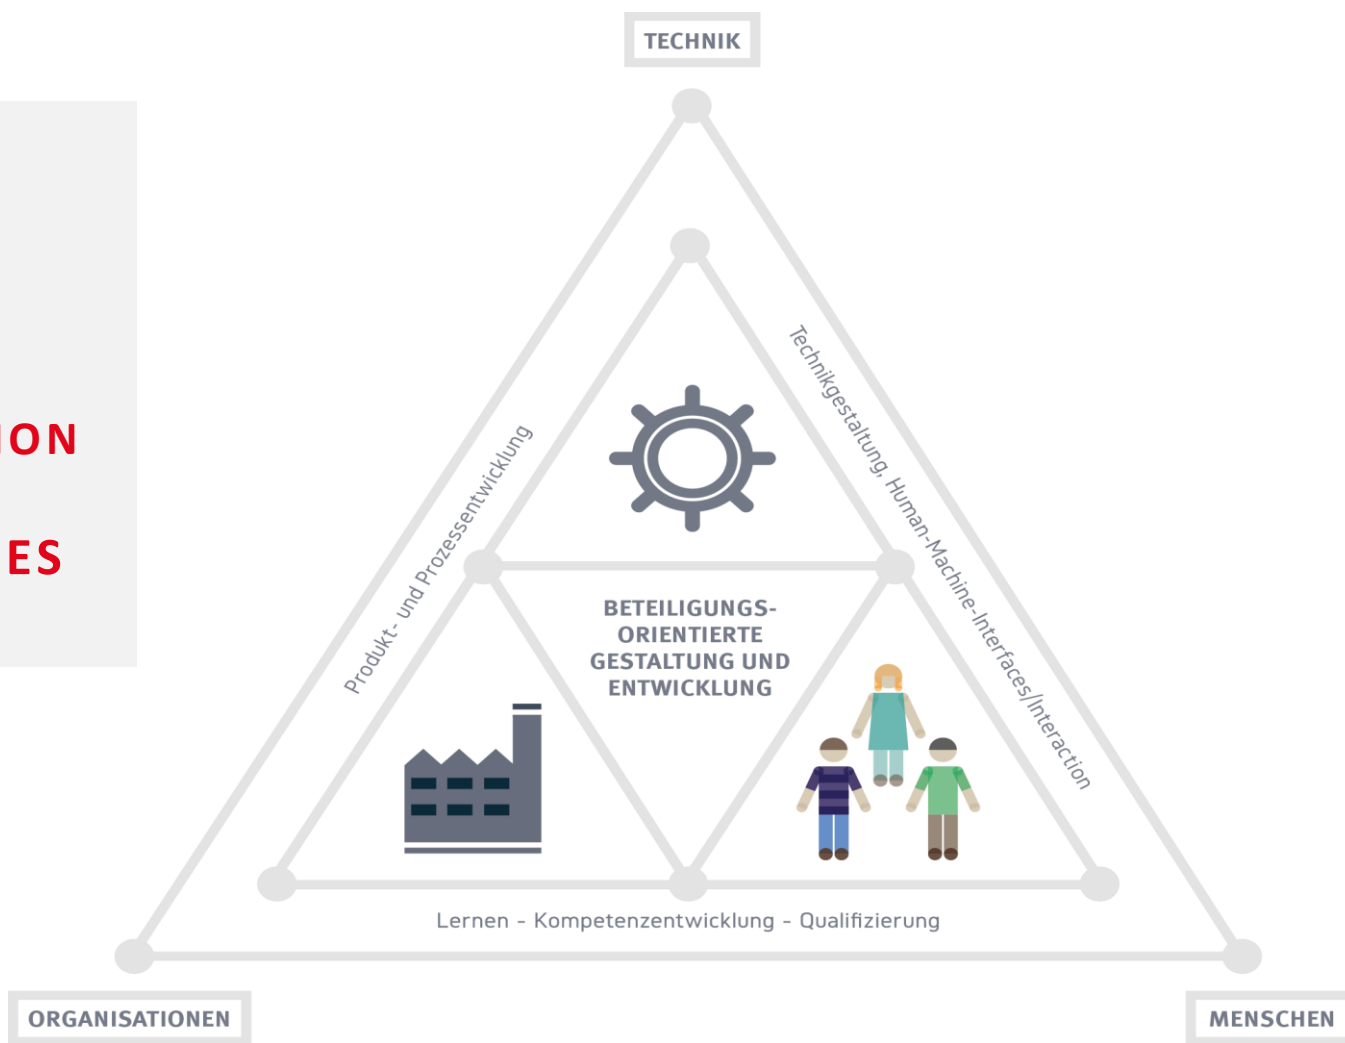 TECHNIK
ION
ES
Produkt- und Prozessentwicklung
Technikgestaltung, Human-Machine-Interfaces/Interaction
BETEILIGUNGS-
ORIENTIERTE
GESTALTUNG UND
ENTWICKLUNG
Lernen - Kompetenzentwicklung - Qualifizierung
ORGANISATIONEN
MENSCHEN